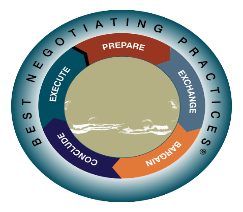 BEST NEGOTIATING PRACTICES®
PREPARE
EXCHANGE
BARGAIN
CONCLUDE
EXECUTE